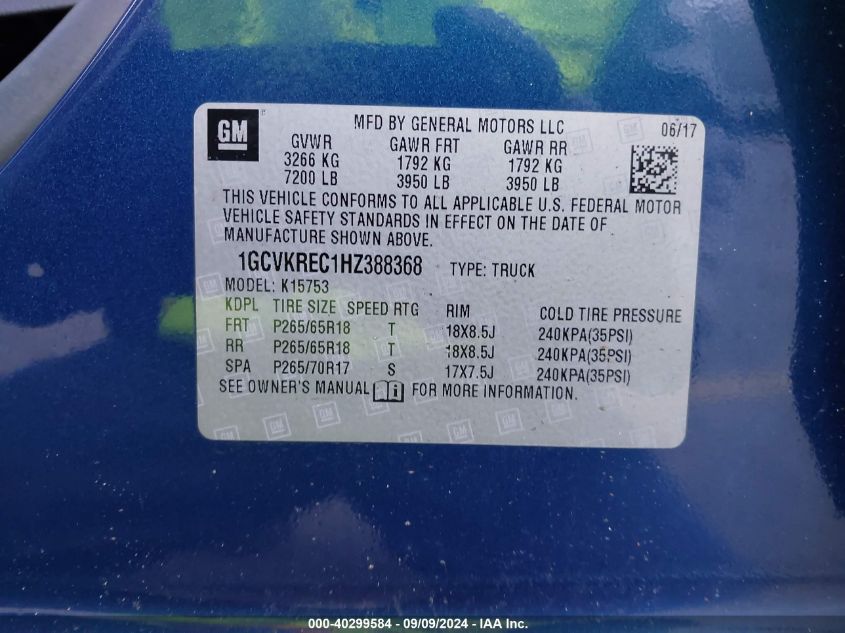 GM
MFD BY GENERAL MOTORS LLC 06/17
GVWR GAWR FRT GAWR RR
3266 KG 1792 KG 1792 KG
7200 LB 3950 LB 3950 LB
THIS VEHICLE CONFORMS TO ALL APPLICABLE U.S. FEDERAL MOTOR
VEHICLE SAFETY STANDARDS IN EFFECT ON THE DATE OF
MANUFACTURE SHOWN ABOVE.
1GCVKREC1HZ388368 TYPE: TRUCK
MODEL: K15753
KDPL TIRE SIZE SPEED RTG RIM COLD TIRE PRESSURE
FRT P265/65R18 T 18X8.5J 240KPA(35PSI)
RR P265/65R18 T 18X8.5J 240KPA(35PSI)
SPA P265/70R17 S 17X7.5J 240KPA(35PSI)
SEE OWNER'S MANUAL FOR MORE INFORMATION.
000-40299584 - 09/09/2024 - IAAI Inc.